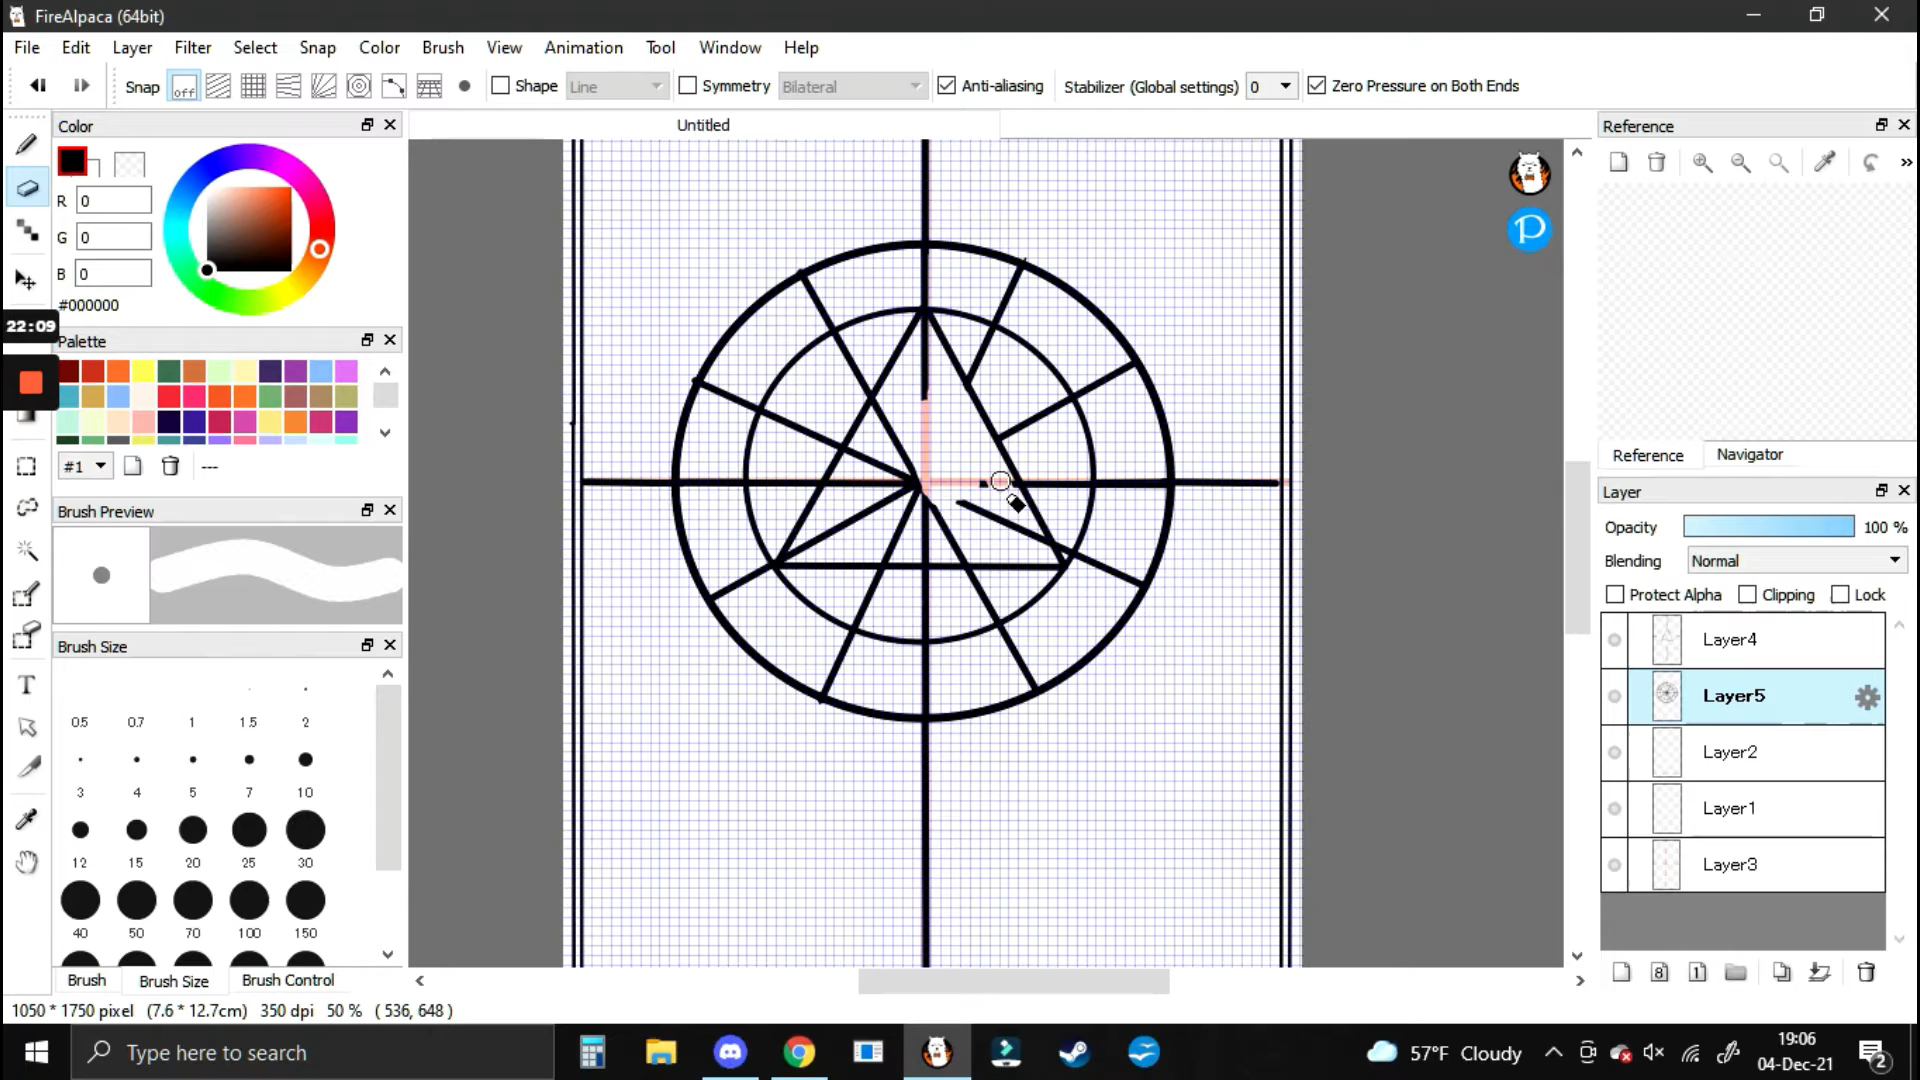 FireAlpaca (64bit)
File Edit Layer Filter Select Snap Color Brush View Animation Tool Window Help
Snap off Shape Line Symmetry Bilateral Anti-aliasing Stabilizer (Global settings) 0 Zero Pressure on Both Ends
Color
Untitled
Reference
R 0
G 0
B 0
#000000
22:09
Palette
#1 ---
Reference Navigator
Layer
Brush Preview
Opacity 100 %
Blending Normal
Protect Alpha Clipping Lock
Layer4
Brush Size
Layer5
0.5 0.7 1 1.5 2
Layer2
3 4 5 7 10
Layer1
12 15 20 25 30
Layer3
40 50 70 100 150
Brush Brush Size Brush Control
8 1
1050 * 1750 pixel (7.6 * 12.7cm) 350 dpi 50 % ( 536, 648 )
Type here to search
57°F Cloudy
19:06
04-Dec-21
2